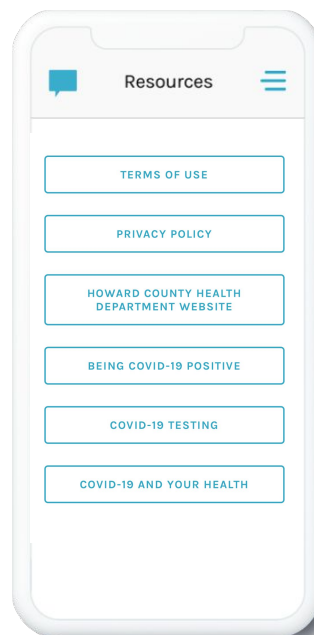 Resources
TERMS OF USE
PRIVACY POLICY
HOWARD COUNTY HEALTH
DEPARTMENT WEBSITE
BEING COVID-19 POSITIVE
COVID-19 TESTING
COVID-19 AND YOUR HEALTH